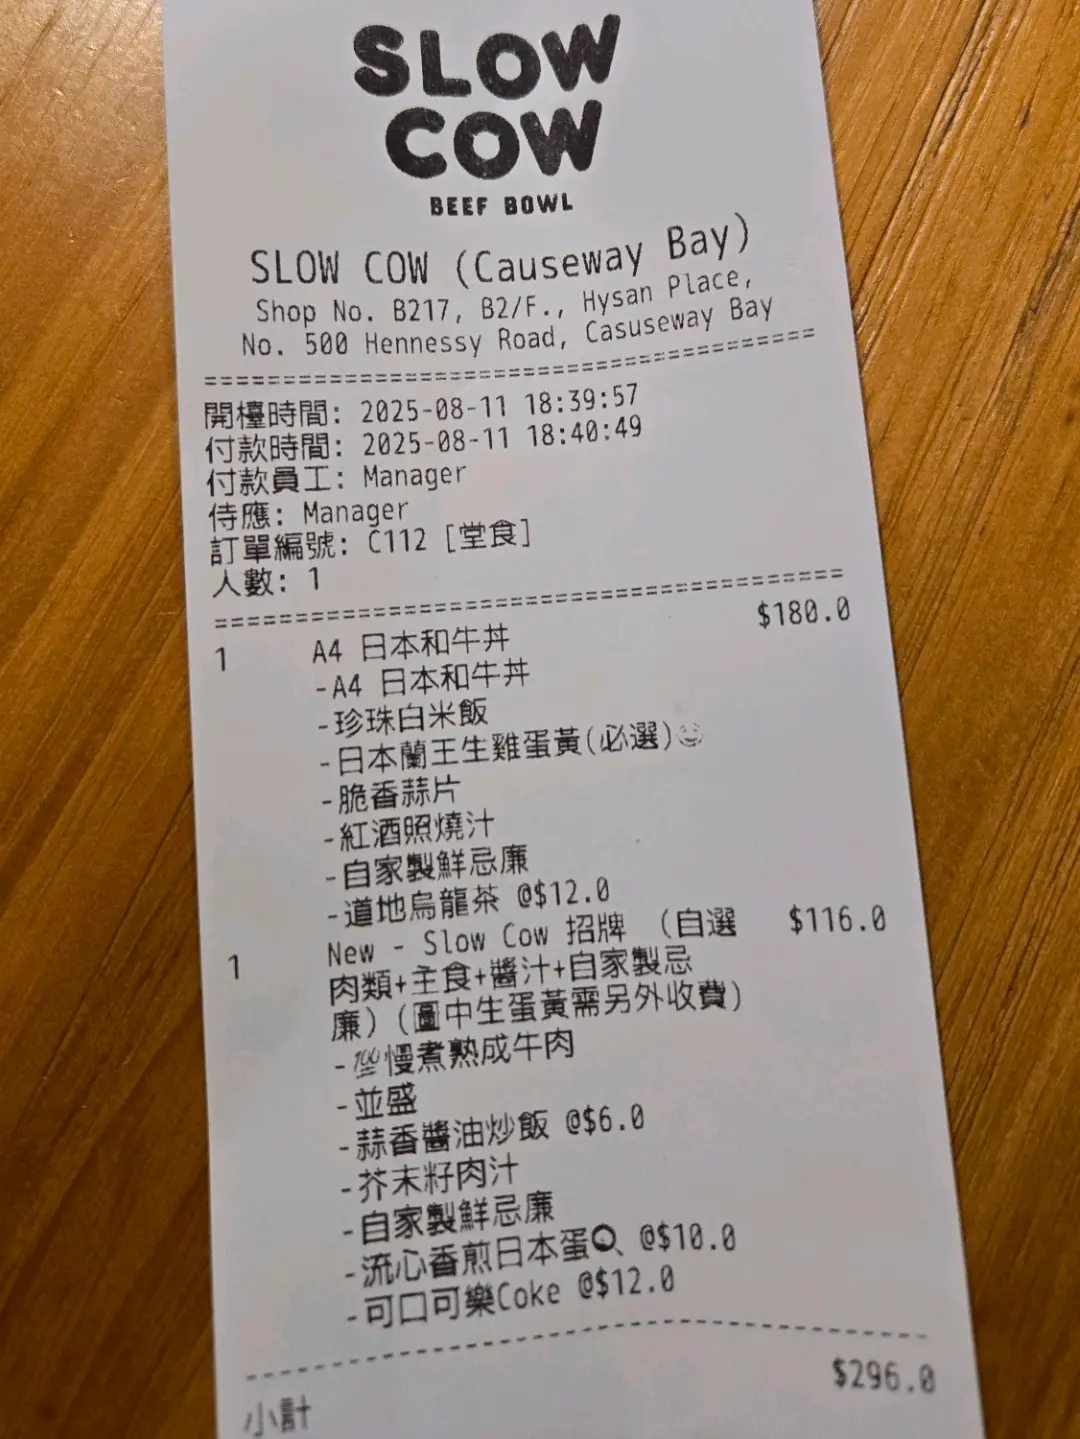 SLOW
COW
BEEF BOWL
SLOW COW (Causeway Bay)
Shop No. B217, B2/F., Hysan Place,
No. 500 Hennessy Road, Casuseway Bay
========================================
開檯時間: 2025-08-11 18:39:57
付款時間: 2025-08-11 18:40:49
付款員工: Manager
侍應: Manager
訂單編號: C112 [堂食]
人數: 1
========================================
1 A4 日本和牛丼 $180.0
-A4 日本和牛丼
-珍珠白米飯
-日本蘭王生雞蛋黃(必選)😊
-脆香蒜片
-紅酒照燒汁
-自家製鮮忌廉
-道地烏龍茶 @$12.0
1 New - Slow Cow 招牌 (自選 $116.0
肉類+主食+醬汁+自家製忌
廉)(圖中生蛋黃需另外收費)
-💯慢煮熟成牛肉
-並盛
-蒜香醬油炒飯 @$6.0
-芥末籽肉汁
-自家製鮮忌廉
-流心香煎日本蛋🍳 @$10.0
-可口可樂Coke @$12.0
----------------------------------------
小計 $296.0